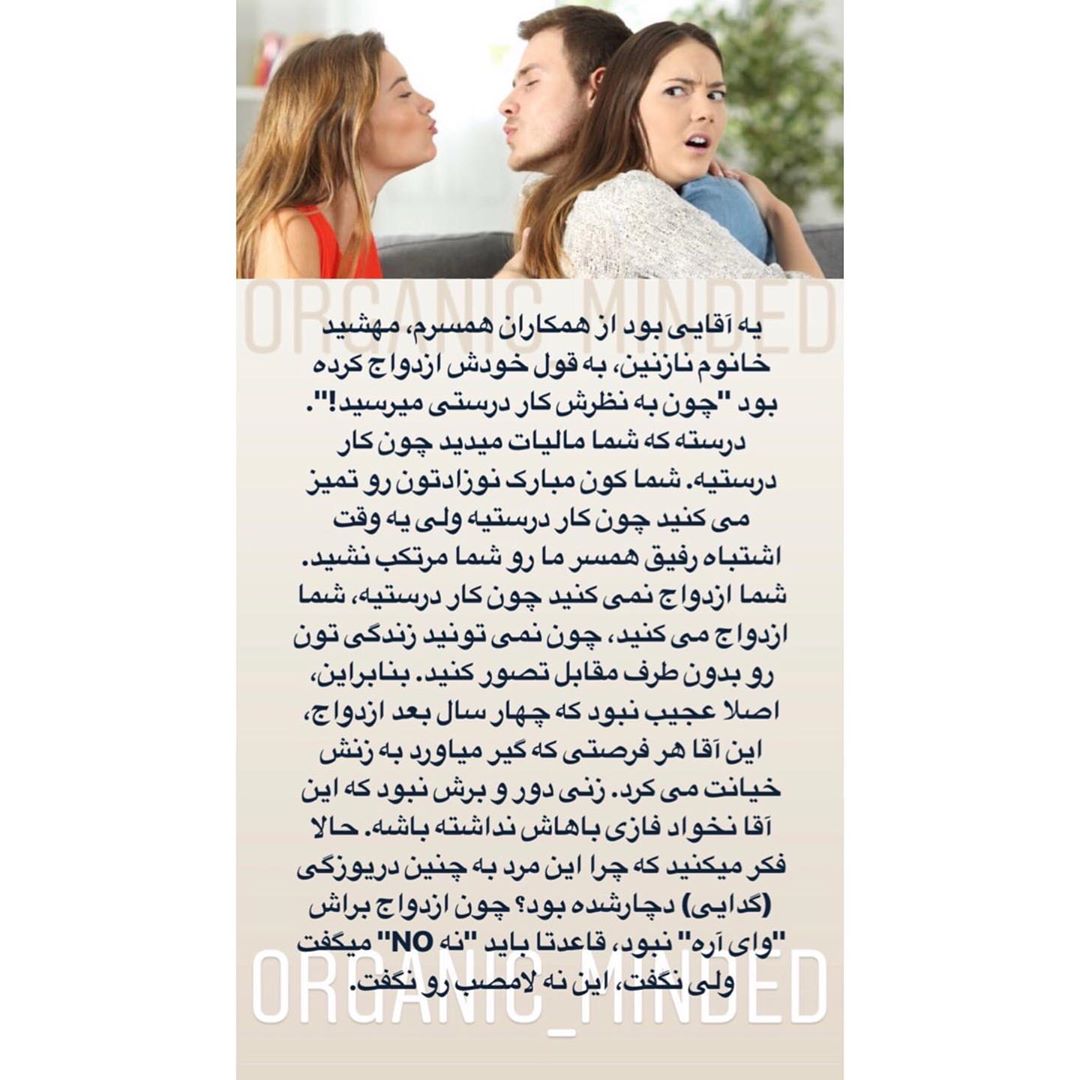 ORGANIC_MINDED
یه آقایی بود از همکاران همسرم، مهشید
خانوم نازنین، به قول خودش ازدواج کرده
بود "چون به نظرش کار درستی میرسید!".
درسته که شما مالیات میدید چون کار
درستیه. شما کون مبارک نوزادتون رو تمیز
می کنید چون کار درستیه ولی یه وقت
اشتباه رفیق همسر ما رو شما مرتکب نشید.
شما ازدواج نمی کنید چون کار درستیه، شما
ازدواج می کنید، چون نمی تونید زندگی تون
رو بدون طرف مقابل تصور کنید. بنابراین،
اصلا عجیب نبود که چهار سال بعد ازدواج،
این آقا هر فرصتی که گیر میاورد به زنش
خیانت می کرد. زنی دور و برش نبود که این
آقا نخواد فازی باهاش نداشته باشه. حالا
فکر میکنید که چرا این مرد به چنین دریوزگی
(گدایی) دچارشده بود؟ چون ازدواج براش
"وای آره" نبود، قاعدتا باید "نه NO" میگفت
ولی نگفت، این نه لامصب رو نگفت.
ORGANIC_MINDED